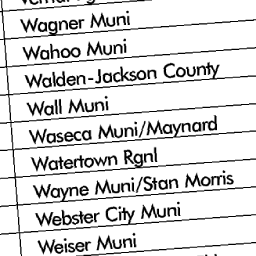 Wagner Muni
Wahoo Muni
Walden-Jackson County
Wall Muni
Waseca Muni/Maynard
Watertown Rgnl
Wayne Muni/Stan Morris
Webster City Muni
Weiser Muni